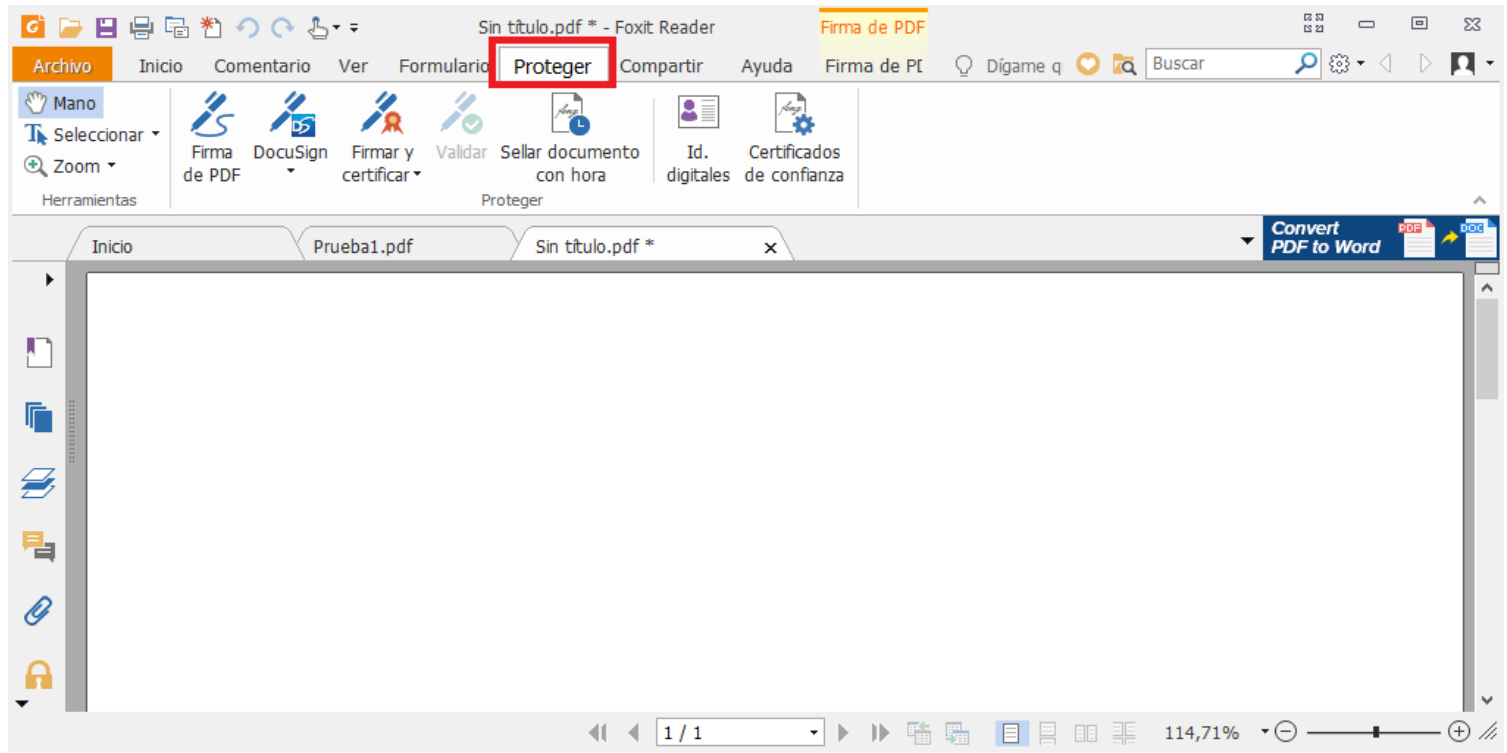 Sin título.pdf * - Foxit Reader
Firma de PDF
Archivo Inicio Comentario Ver Formulario Proteger Compartir Ayuda Firma de PD Dígame q Buscar
Mano
Seleccionar
Zoom
Herramientas
Firma
de PDF
DocuSign
Firmar y
certificar
Validar
Sellar documento
con hora
Id.
digitales
Certificados
de confianza
Proteger
Inicio
Prueba1.pdf
Sin título.pdf *
Convert
PDF to Word
PDF
DOC
1 / 1
114,71%